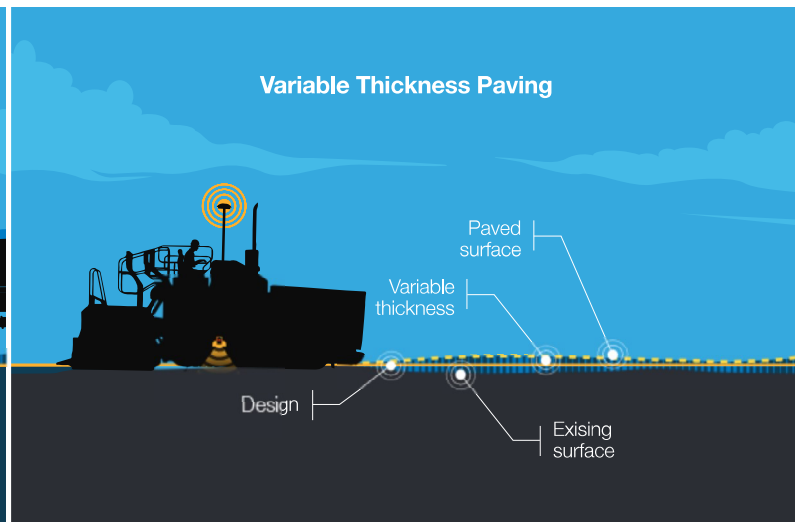 Variable Thickness Paving
Paved
surface
Variable
thickness
Design
Exising
surface